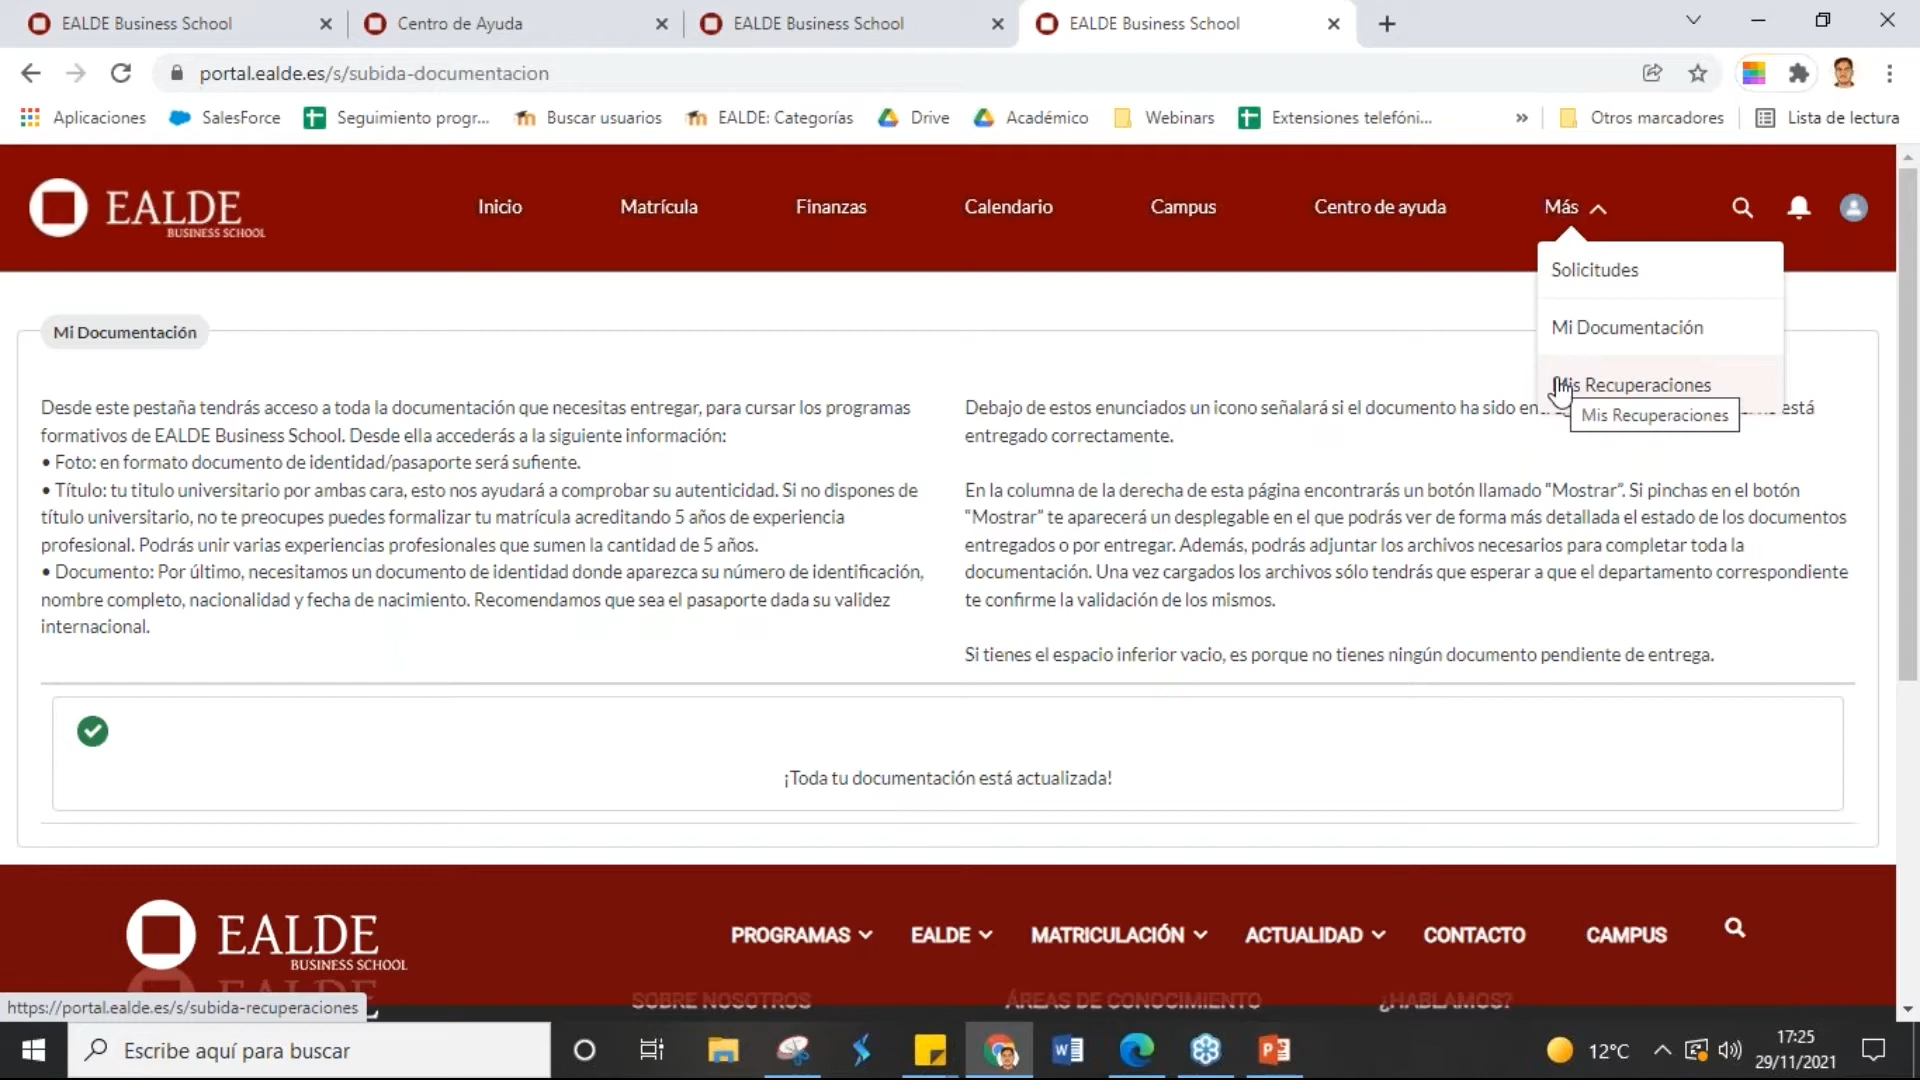 EALDE Business School
Centro de Ayuda
EALDE Business School
EALDE Business School
portal.ealde.es/s/subida-documentacion
Aplicaciones
SalesForce
Seguimiento progr...
Buscar usuarios
EALDE: Categorías
Drive
Académico
Webinars
Extensiones telefóni...
»
Otros marcadores
Lista de lectura
EALDE
BUSINESS SCHOOL
Inicio
Matrícula
Finanzas
Calendario
Campus
Centro de ayuda
Más
Solicitudes
Mi Documentación
Mis Recuperaciones
Mis Recuperaciones
Mi Documentación
Desde este pestaña tendrás acceso a toda la documentación que necesitas entregar, para cursar los programas
formativos de EALDE Business School. Desde ella accederás a la siguiente información:
• Foto: en formato documento de identidad/pasaporte será sufiente.
• Título: tu titulo universitario por ambas cara, esto nos ayudará a comprobar su autenticidad. Si no dispones de
título universitario, no te preocupes puedes formalizar tu matrícula acreditando 5 años de experiencia
profesional. Podrás unir varias experiencias profesionales que sumen la cantidad de 5 años.
• Documento: Por último, necesitamos un documento de identidad donde aparezca su número de identificación,
nombre completo, nacionalidad y fecha de nacimiento. Recomendamos que sea el pasaporte dada su validez
internacional.
Debajo de estos enunciados un icono señalará si el documento ha sido está
entregado correctamente.
En la columna de la derecha de esta página encontrarás un botón llamado “Mostrar”. Si pinchas en el botón
“Mostrar” te aparecerá un desplegable en el que podrás ver de forma más detallada el estado de los documentos
entregados o por entregar. Además, podrás adjuntar los archivos necesarios para completar toda la
documentación. Una vez cargados los archivos sólo tendrás que esperar a que el departamento correspondiente
te confirme la validación de los mismos.
Si tienes el espacio inferior vacio, es porque no tienes ningún documento pendiente de entrega.
¡Toda tu documentación está actualizada!
EALDE
BUSINESS SCHOOL
PROGRAMAS
EALDE
MATRICULACIÓN
ACTUALIDAD
CONTACTO
CAMPUS
SOBRE NOSOTROS
ÁREAS DE CONOCIMIENTO
¿HABLAMOS?
https://portal.ealde.es/s/subida-recuperaciones
Escribe aquí para buscar
12°C
17:25
29/11/2021